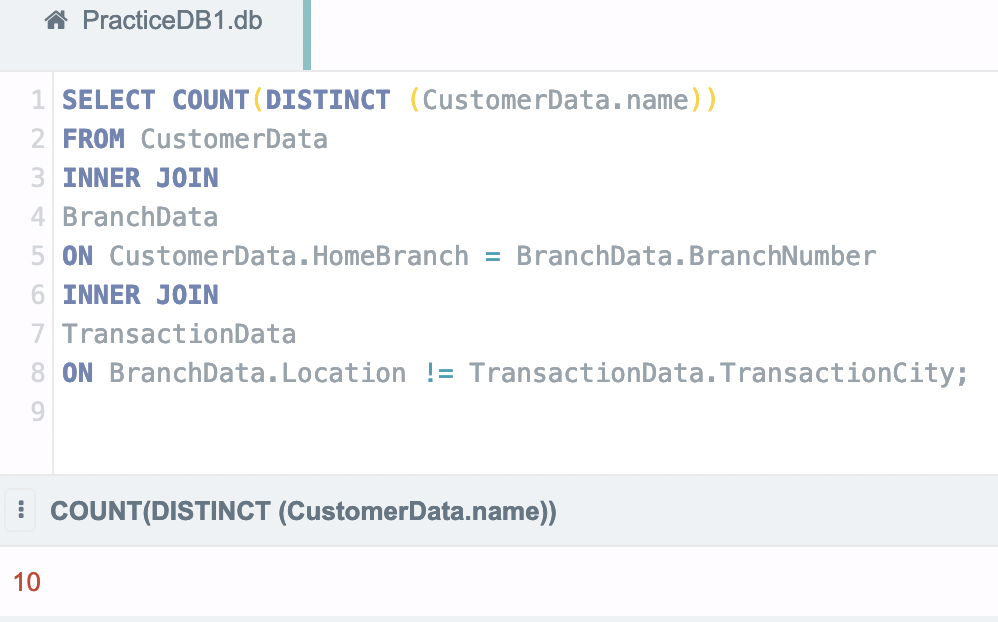 PracticeDB1.db
1 SELECT COUNT(DISTINCT (CustomerData.name))
2 FROM CustomerData
3 INNER JOIN
4 BranchData
5 ON CustomerData.HomeBranch = BranchData.BranchNumber
6 INNER JOIN
7 TransactionData
8 ON BranchData.Location != TransactionData.TransactionCity;
9
COUNT(DISTINCT (CustomerData.name))
10